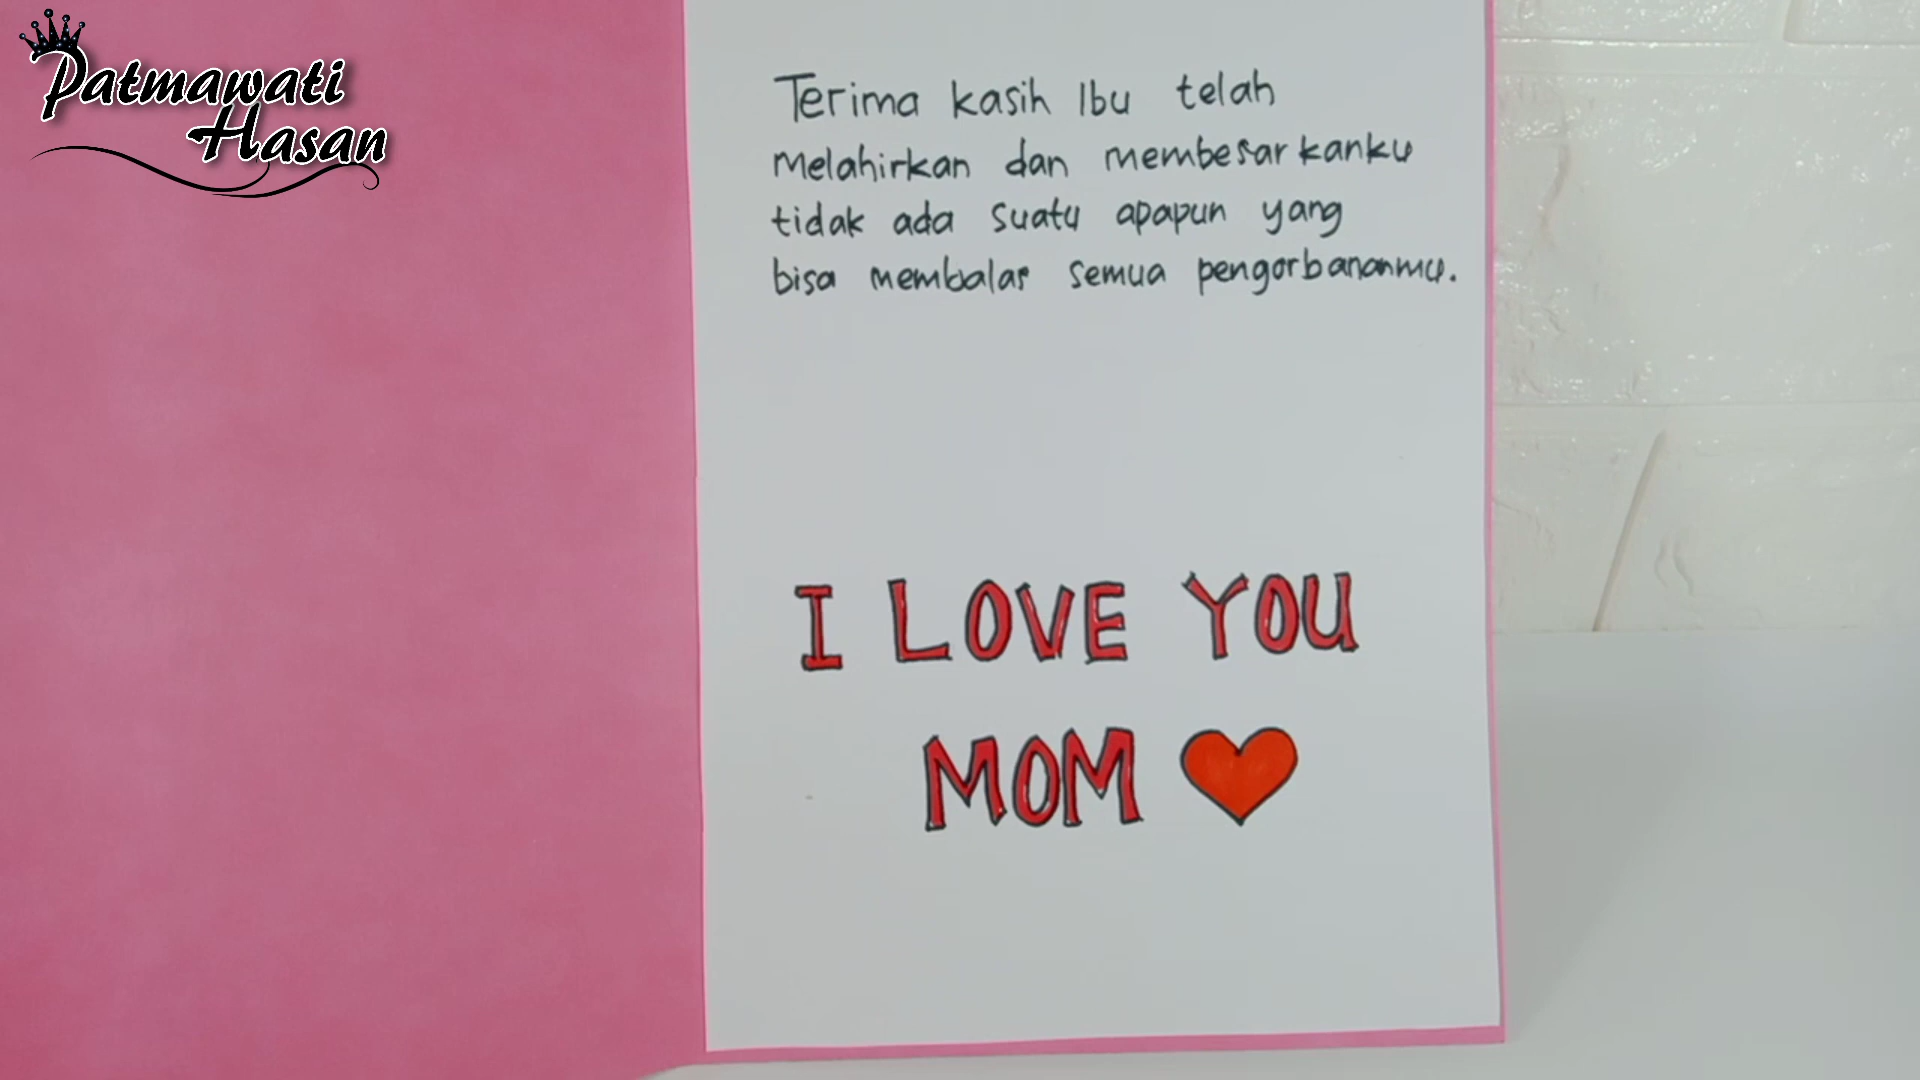 Patmawati
Hasan
Terima kasih Ibu telah
melahirkan dan membesarkanku
tidak ada suatu apapun yang
bisa membalas semua pengorbananmu.
I LOVE YOU
MOM